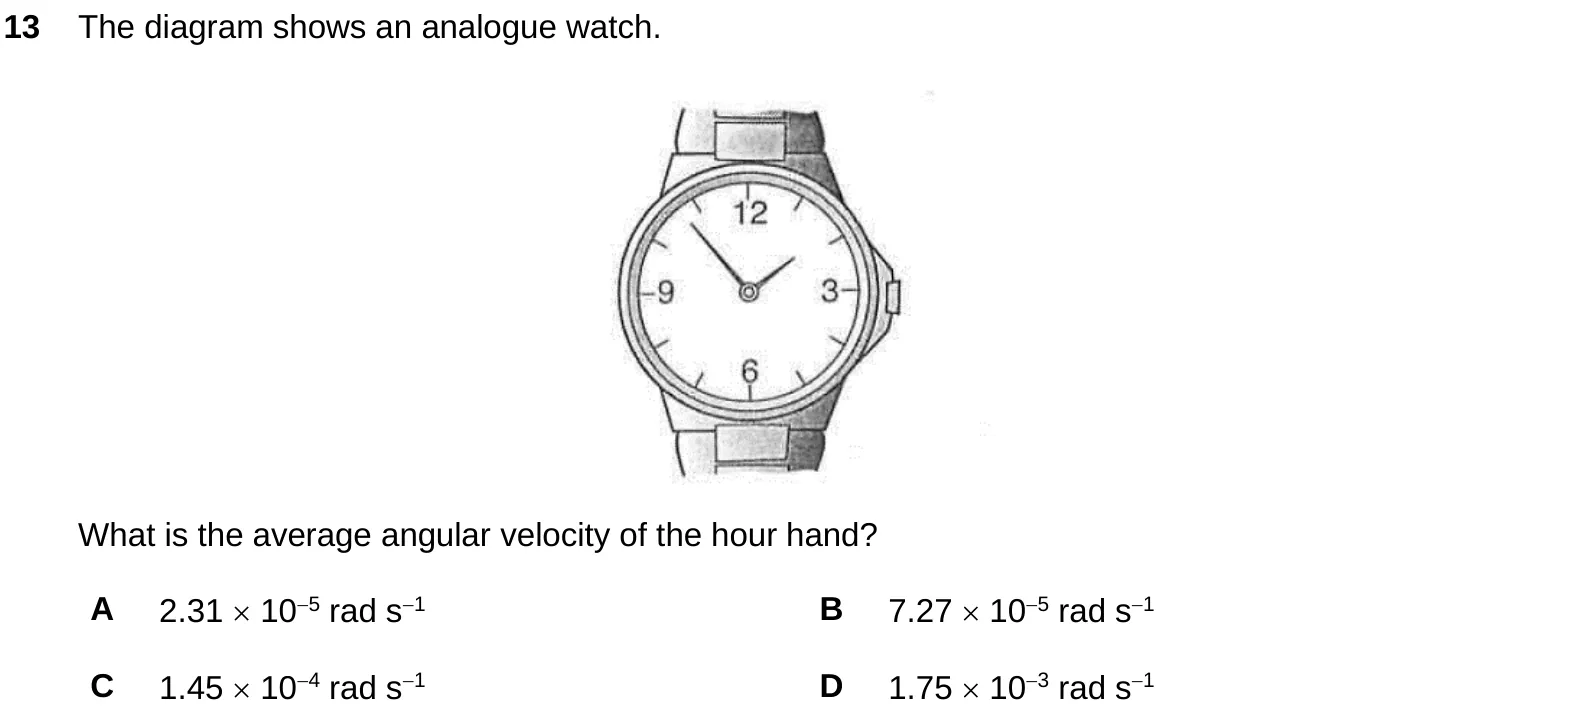 13 The diagram shows an analogue watch.
12
9 3
6
What is the average angular velocity of the hour hand?
A 2.31 × 10⁻⁵ rad s⁻¹ B 7.27 × 10⁻⁵ rad s⁻¹
C 1.45 × 10⁻⁴ rad s⁻¹ D 1.75 × 10⁻³ rad s⁻¹